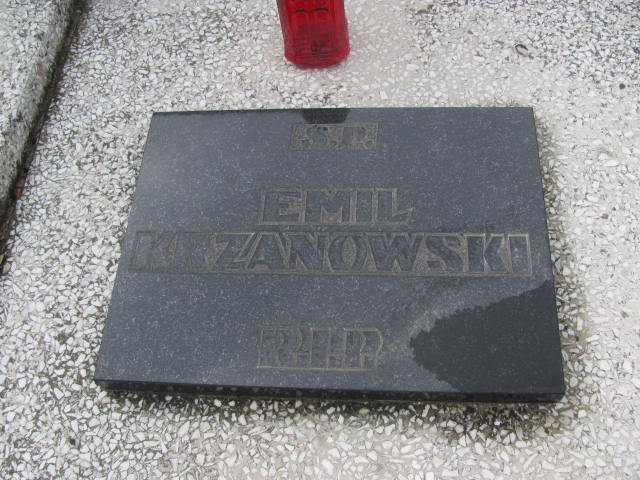 Ś.P.
EMIL
KRZANOWSKI
R.I.P.